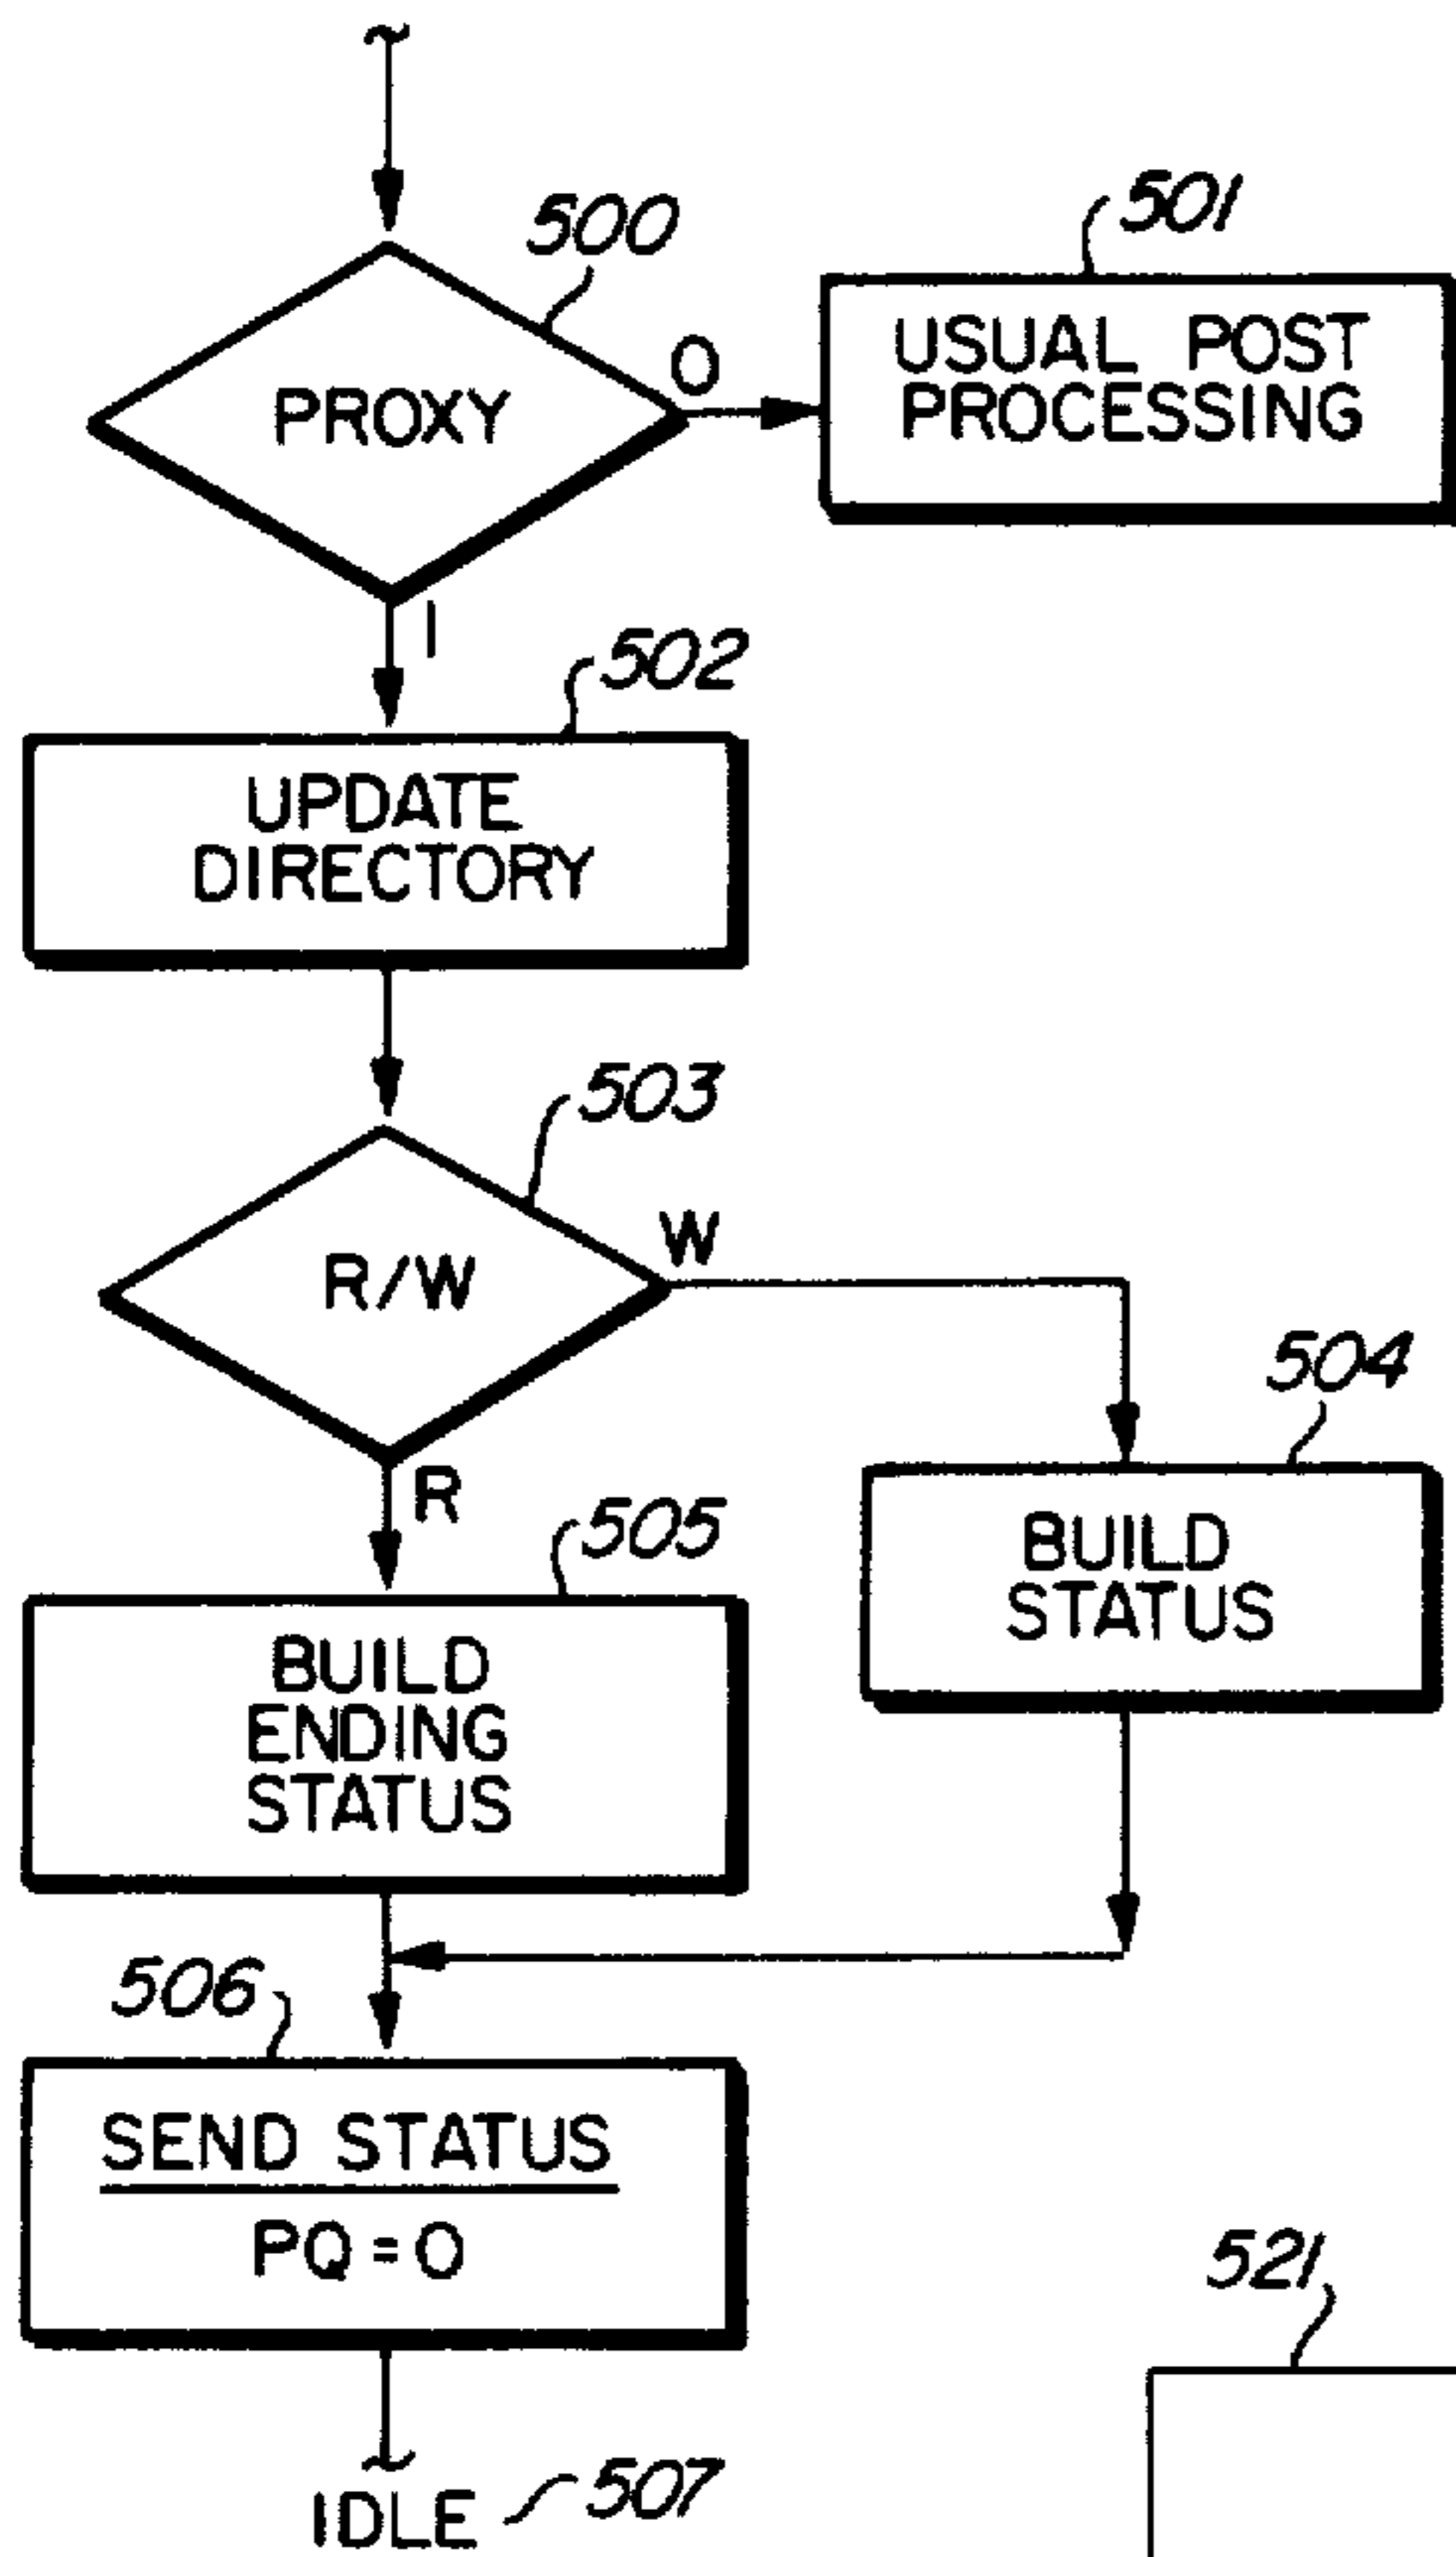 500
501
PROXY
0
USUAL POST
PROCESSING
1
502
UPDATE
DIRECTORY
503
R/W
W
504
R
505
BUILD
STATUS
BUILD
ENDING
STATUS
506
SEND STATUS
PQ=0
521
IDLE
507